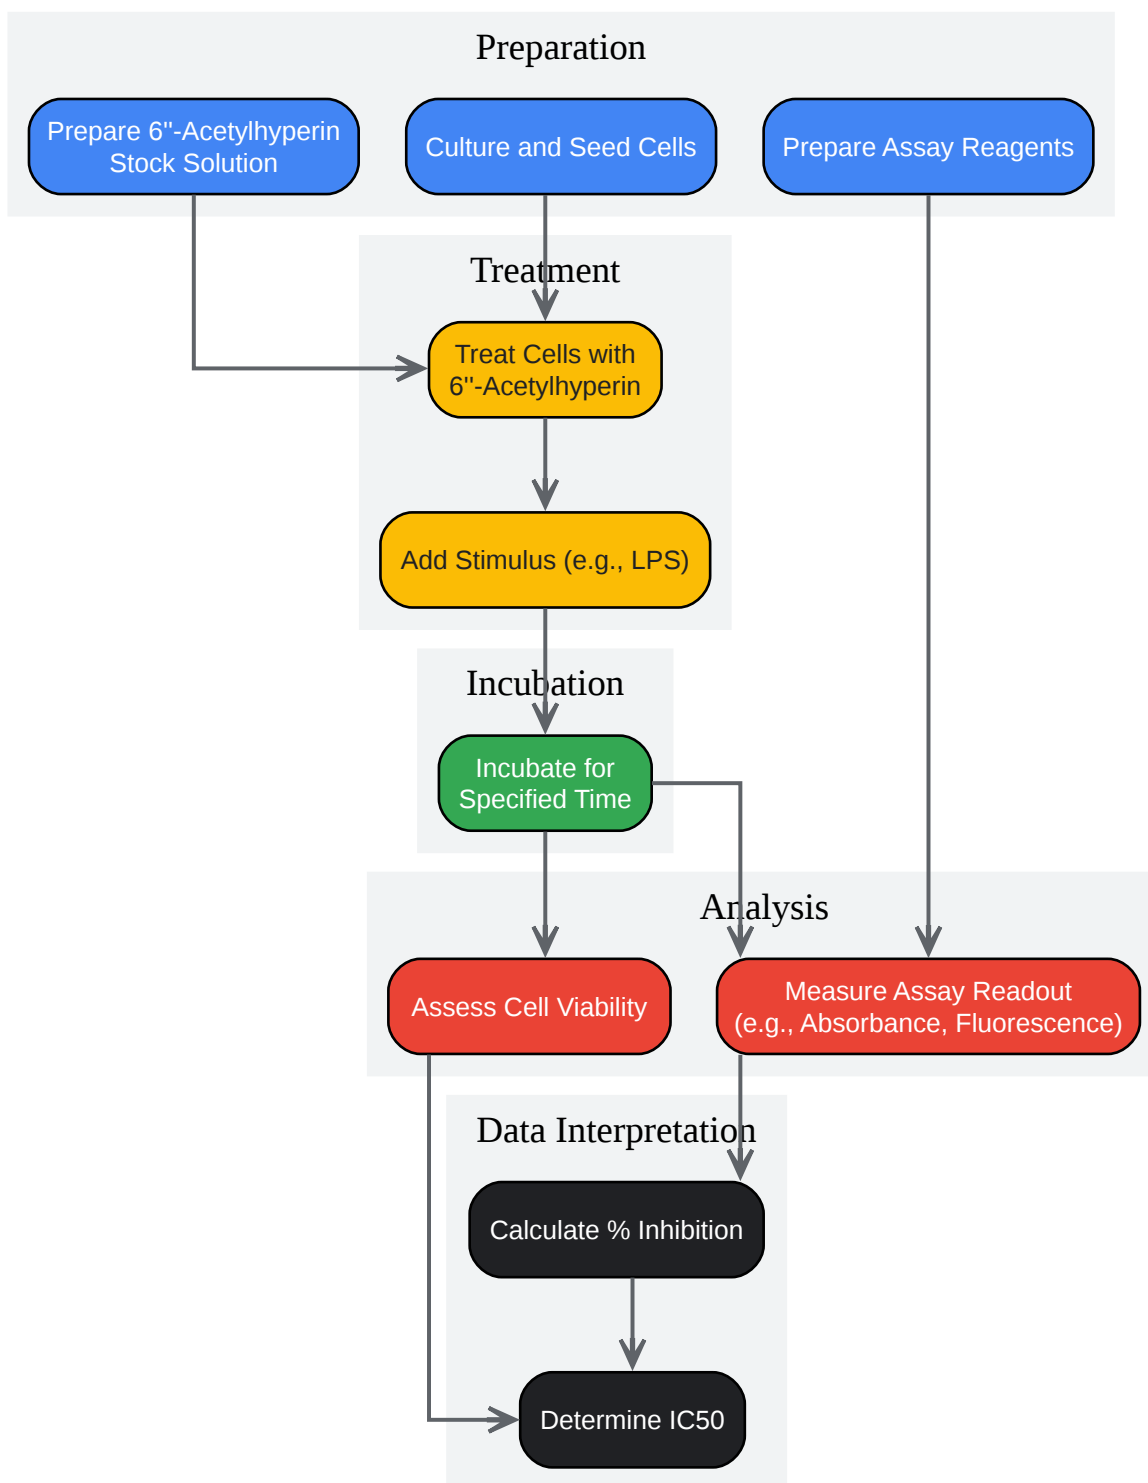 Preparation
Prepare 6''-Acetylhyperin
Stock Solution
Culture and Seed Cells
Prepare Assay Reagents
Treatment
Treat Cells with
6''-Acetylhyperin
Add Stimulus (e.g., LPS)
Incubation
Incubate for
Specified Time
Analysis
Assess Cell Viability
Measure Assay Readout
(e.g., Absorbance, Fluorescence)
Data Interpretation
Calculate % Inhibition
Determine IC50